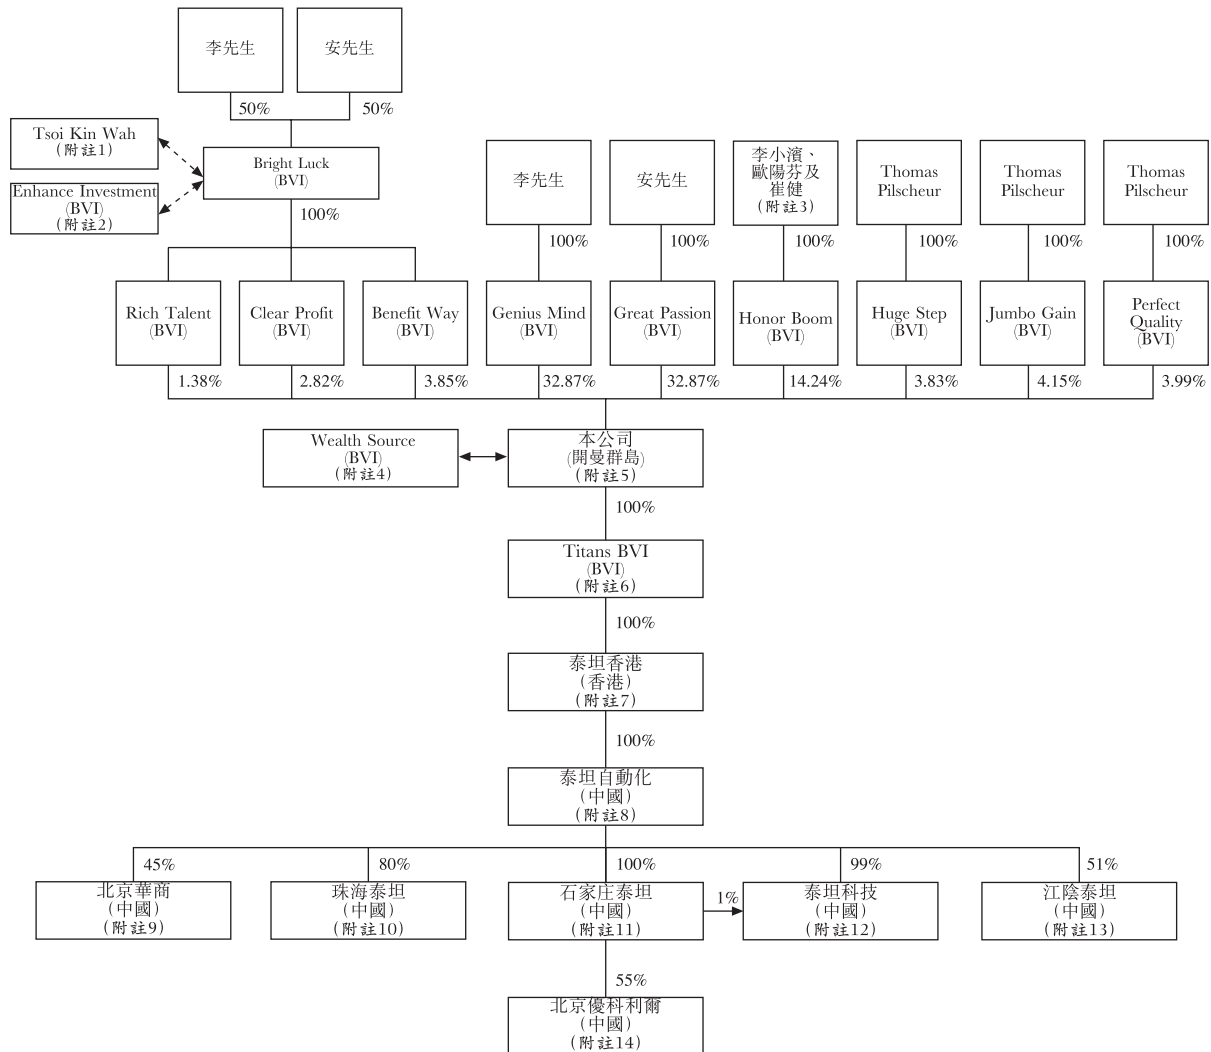 李先生
安先生
50%
50%
Tsoi Kin Wah
(附註1)
Enhance Investment
(BVI)
(附註2)
Bright Luck
(BVI)
100%
李先生
安先生
李小濱、
歐陽芬及
崔健
(附註3)
Thomas
Pilscheur
Thomas
Pilscheur
Thomas
Pilscheur
100%
100%
100%
100%
100%
100%
Rich Talent
(BVI)
Clear Profit
(BVI)
Benefit Way
(BVI)
Genius Mind
(BVI)
Great Passion
(BVI)
Honor Boom
(BVI)
Huge Step
(BVI)
Jumbo Gain
(BVI)
Perfect
Quality
(BVI)
1.38%
2.82%
3.85%
32.87%
32.87%
14.24%
3.83%
4.15%
3.99%
Wealth Source
(BVI)
(附註4)
本公司
(開曼群島)
(附註5)
100%
Titans BVI
(BVI)
(附註6)
100%
泰坦香港
(香港)
(附註7)
100%
泰坦自動化
(中國)
(附註8)
45%
80%
100%
99%
51%
北京華商
(中國)
(附註9)
珠海泰坦
(中國)
(附註10)
石家庄泰坦
(中國)
(附註11)
1%
泰坦科技
(中國)
(附註12)
江陰泰坦
(中國)
(附註13)
55%
北京優科利爾
(中國)
(附註14)